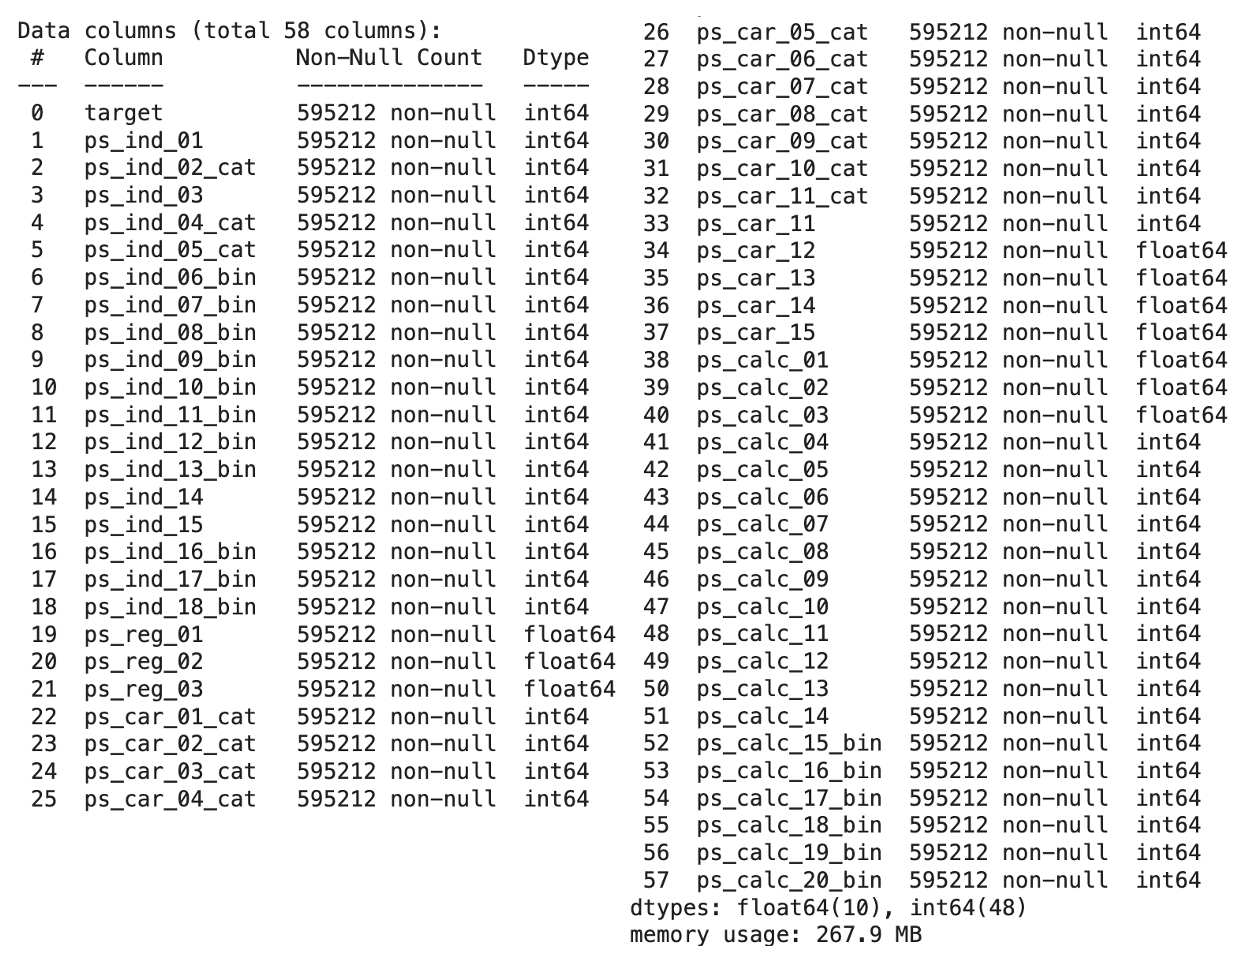 Data columns (total 58 columns):
 #   Column          Non-Null Count   Dtype
---  ------          --------------   -----
 0   target          595212 non-null  int64
 1   ps_ind_01       595212 non-null  int64
 2   ps_ind_02_cat   595212 non-null  int64
 3   ps_ind_03       595212 non-null  int64
 4   ps_ind_04_cat   595212 non-null  int64
 5   ps_ind_05_cat   595212 non-null  int64
 6   ps_ind_06_bin   595212 non-null  int64
 7   ps_ind_07_bin   595212 non-null  int64
 8   ps_ind_08_bin   595212 non-null  int64
 9   ps_ind_09_bin   595212 non-null  int64
 10  ps_ind_10_bin   595212 non-null  int64
 11  ps_ind_11_bin   595212 non-null  int64
 12  ps_ind_12_bin   595212 non-null  int64
 13  ps_ind_13_bin   595212 non-null  int64
 14  ps_ind_14       595212 non-null  int64
 15  ps_ind_15       595212 non-null  int64
 16  ps_ind_16_bin   595212 non-null  int64
 17  ps_ind_17_bin   595212 non-null  int64
 18  ps_ind_18_bin   595212 non-null  int64
 19  ps_reg_01       595212 non-null  float64
 20  ps_reg_02       595212 non-null  float64
 21  ps_reg_03       595212 non-null  float64
 22  ps_car_01_cat   595212 non-null  int64
 23  ps_car_02_cat   595212 non-null  int64
 24  ps_car_03_cat   595212 non-null  int64
 25  ps_car_04_cat   595212 non-null  int64
 26  ps_car_05_cat   595212 non-null  int64
 27  ps_car_06_cat   595212 non-null  int64
 28  ps_car_07_cat   595212 non-null  int64
 29  ps_car_08_cat   595212 non-null  int64
 30  ps_car_09_cat   595212 non-null  int64
 31  ps_car_10_cat   595212 non-null  int64
 32  ps_car_11_cat   595212 non-null  int64
 33  ps_car_11       595212 non-null  int64
 34  ps_car_12       595212 non-null  float64
 35  ps_car_13       595212 non-null  float64
 36  ps_car_14       595212 non-null  float64
 37  ps_car_15       595212 non-null  float64
 38  ps_calc_01      595212 non-null  float64
 39  ps_calc_02      595212 non-null  float64
 40  ps_calc_03      595212 non-null  float64
 41  ps_calc_04      595212 non-null  int64
 42  ps_calc_05      595212 non-null  int64
 43  ps_calc_06      595212 non-null  int64
 44  ps_calc_07      595212 non-null  int64
 45  ps_calc_08      595212 non-null  int64
 46  ps_calc_09      595212 non-null  int64
 47  ps_calc_10      595212 non-null  int64
 48  ps_calc_11      595212 non-null  int64
 49  ps_calc_12      595212 non-null  int64
 50  ps_calc_13      595212 non-null  int64
 51  ps_calc_14      595212 non-null  int64
 52  ps_calc_15_bin  595212 non-null  int64
 53  ps_calc_16_bin  595212 non-null  int64
 54  ps_calc_17_bin  595212 non-null  int64
 55  ps_calc_18_bin  595212 non-null  int64
 56  ps_calc_19_bin  595212 non-null  int64
 57  ps_calc_20_bin  595212 non-null  int64
dtypes: float64(10), int64(48)
memory usage: 267.9 MB